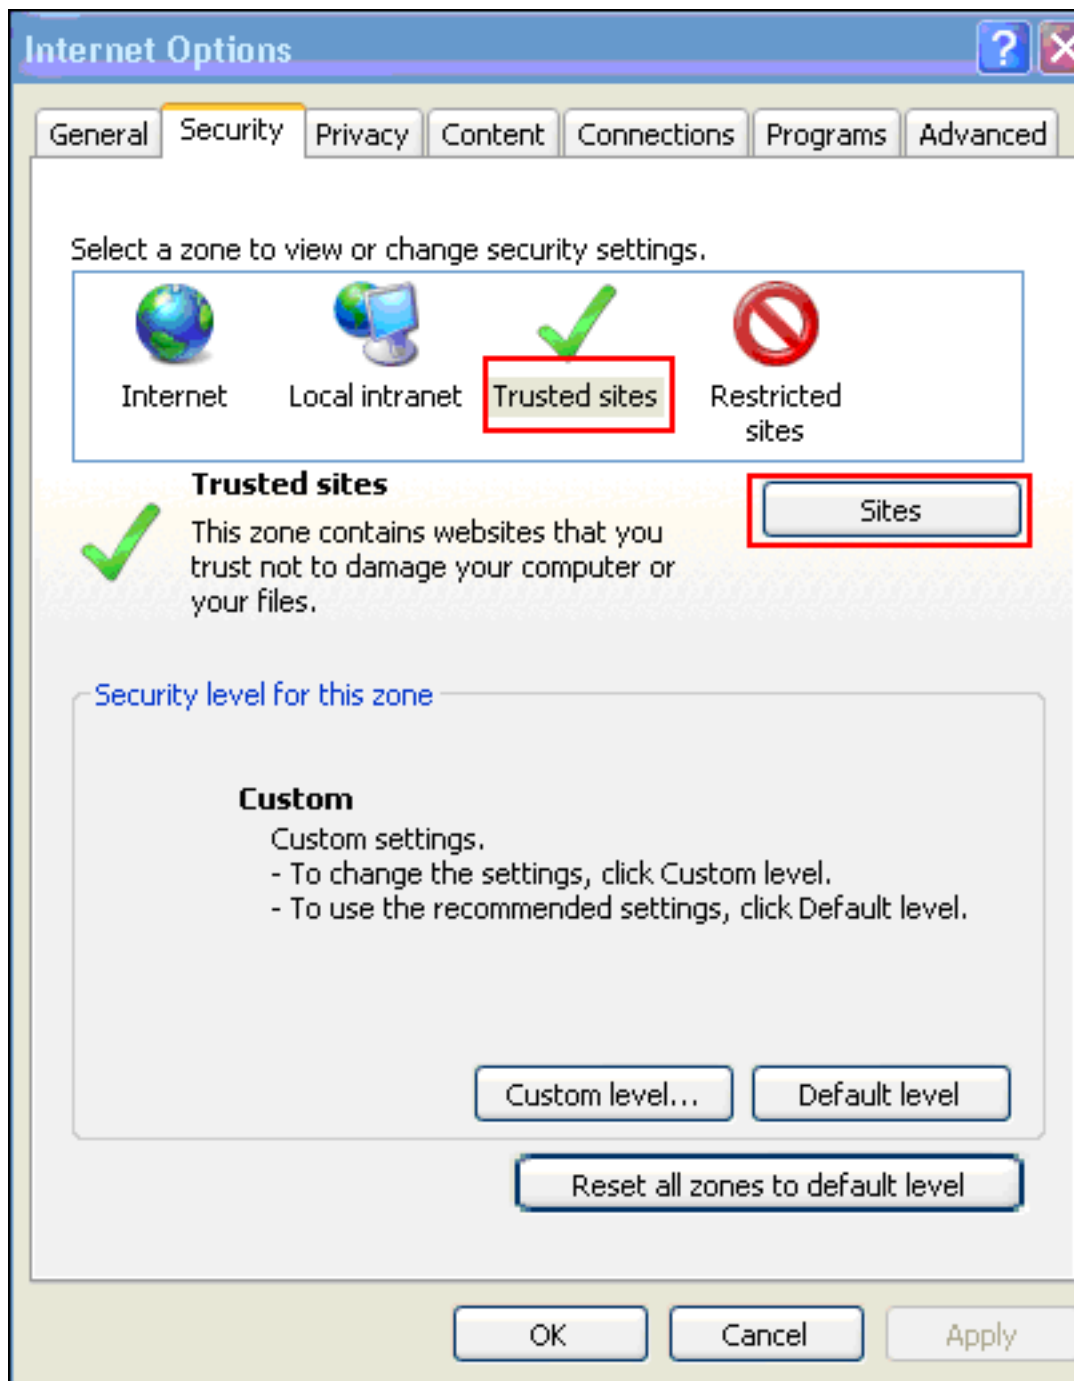 Internet Options
General Security Privacy Content Connections Programs Advanced
Select a zone to view or change security settings.
Internet Local intranet Trusted sites Restricted
sites
Trusted sites
Sites
This zone contains websites that you
trust not to damage your computer or
your files.
Security level for this zone
Custom
Custom settings.
- To change the settings, click Custom level.
- To use the recommended settings, click Default level.
Custom level... Default level
Reset all zones to default level
OK Cancel Apply